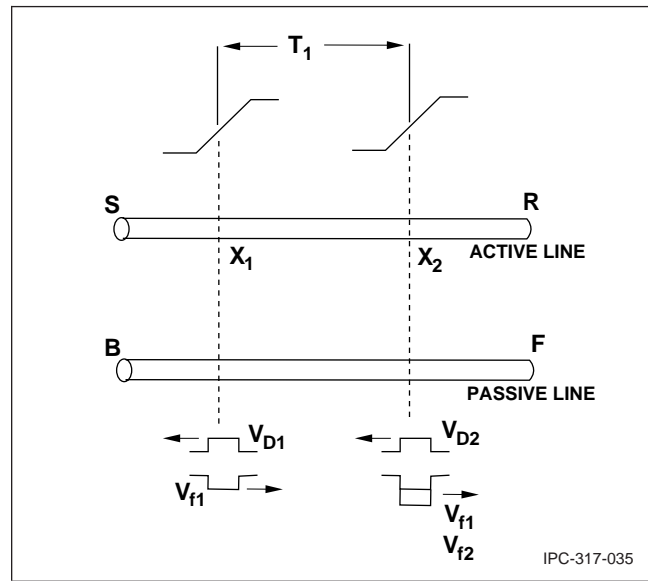 T1
S
R
X1
X2
ACTIVE LINE
B
F
PASSIVE LINE
VD1
VD2
Vf1
Vf1
Vf2
IPC-317-035